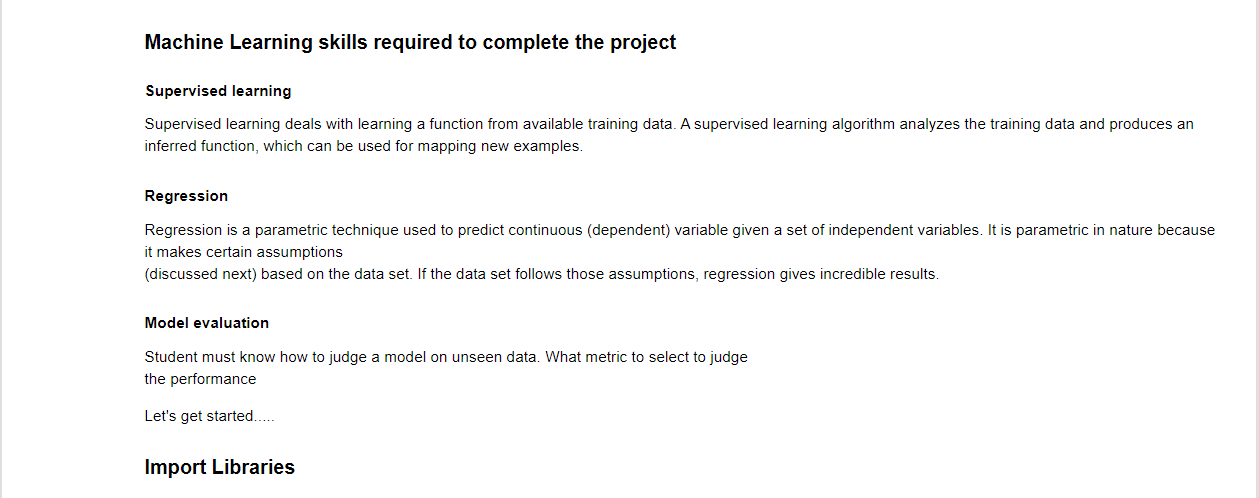 Machine Learning skills required to complete the project
Supervised learning
Supervised learning deals with learning a function from available training data. A supervised learning algorithm analyzes the training data and produces an
inferred function, which can be used for mapping new examples.
Regression
Regression is a parametric technique used to predict continuous (dependent) variable given a set of independent variables. It is parametric in nature because
it makes certain assumptions
(discussed next) based on the data set. If the data set follows those assumptions, regression gives incredible results.
Model evaluation
Student must know how to judge a model on unseen data. What metric to select to judge
the performance
Let's get started.....
Import Libraries